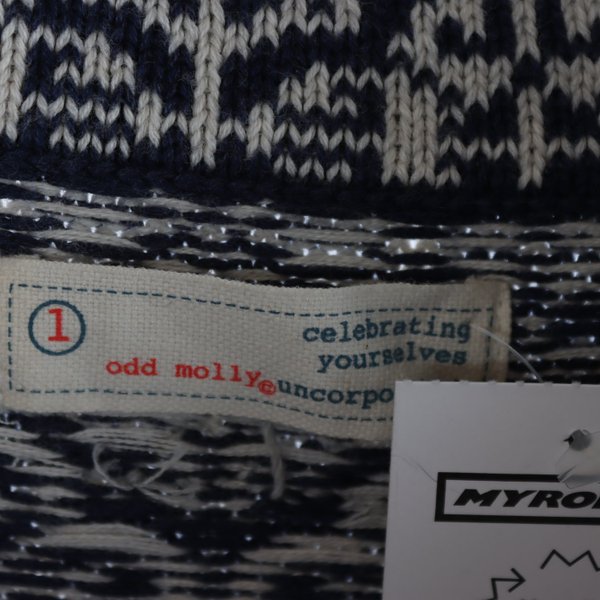 1
celebrating
yourselves
odd molly©uncorpo
MYRO